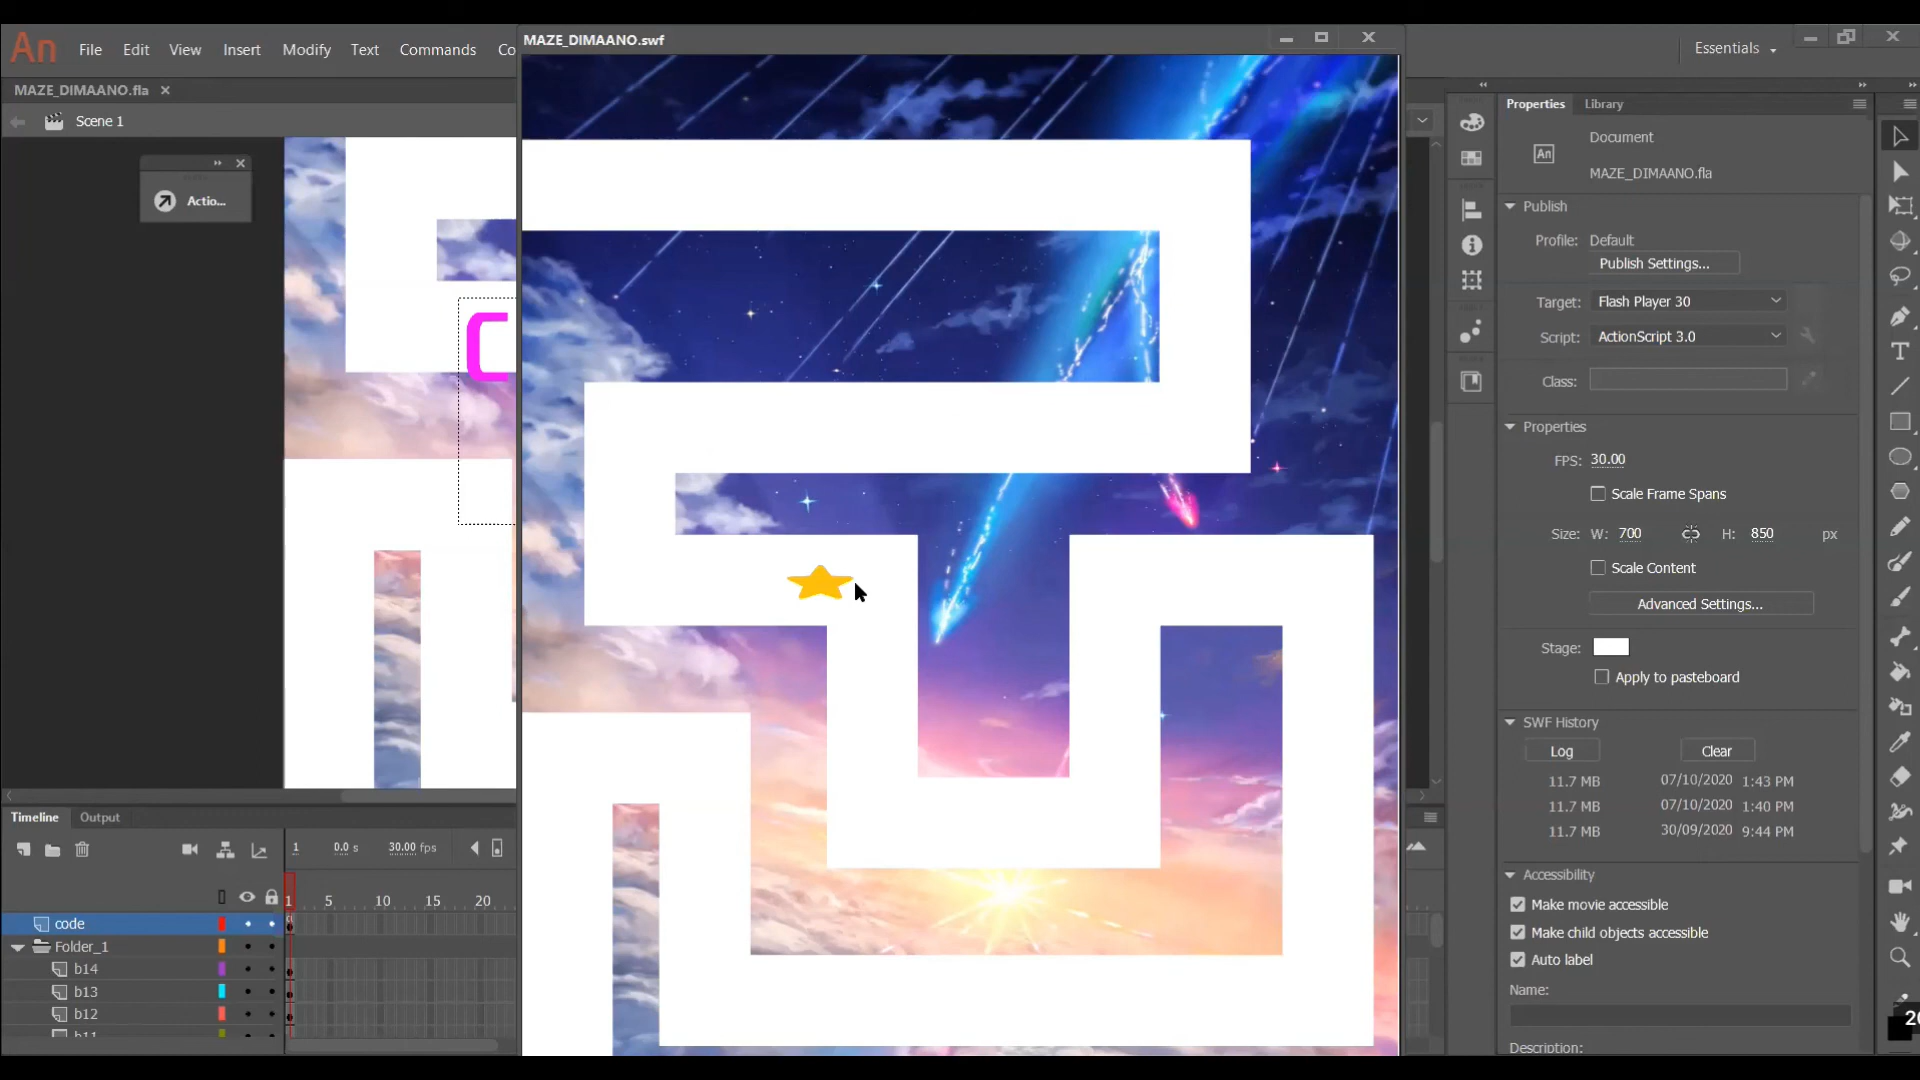 An File Edit View Insert Modify Text Commands Co
MAZE_DIMAANO.swf
Essentials
MAZE_DIMAANO.fla
Scene 1
Actio...
C
Properties Library
Document
An
MAZE_DIMAANO.fla
Publish
Profile: Default
Publish Settings...
Target: Flash Player 30
Script: ActionScript 3.0
Class:
Properties
FPS: 30.00
Scale Frame Spans
Size: W: 700 H: 850 px
Scale Content
Advanced Settings...
Stage:
Apply to pasteboard
SWF History
Log Clear
11.7 MB 07/10/2020 1:43 PM
11.7 MB 07/10/2020 1:40 PM
11.7 MB 30/09/2020 9:44 PM
Accessibility
Make movie accessible
Make child objects accessible
Auto label
Name:
Description:
Timeline Output
1 0.0 s 30.00 fps
1 5 10 15 20
code
Folder_1
b14
b13
b12
b11